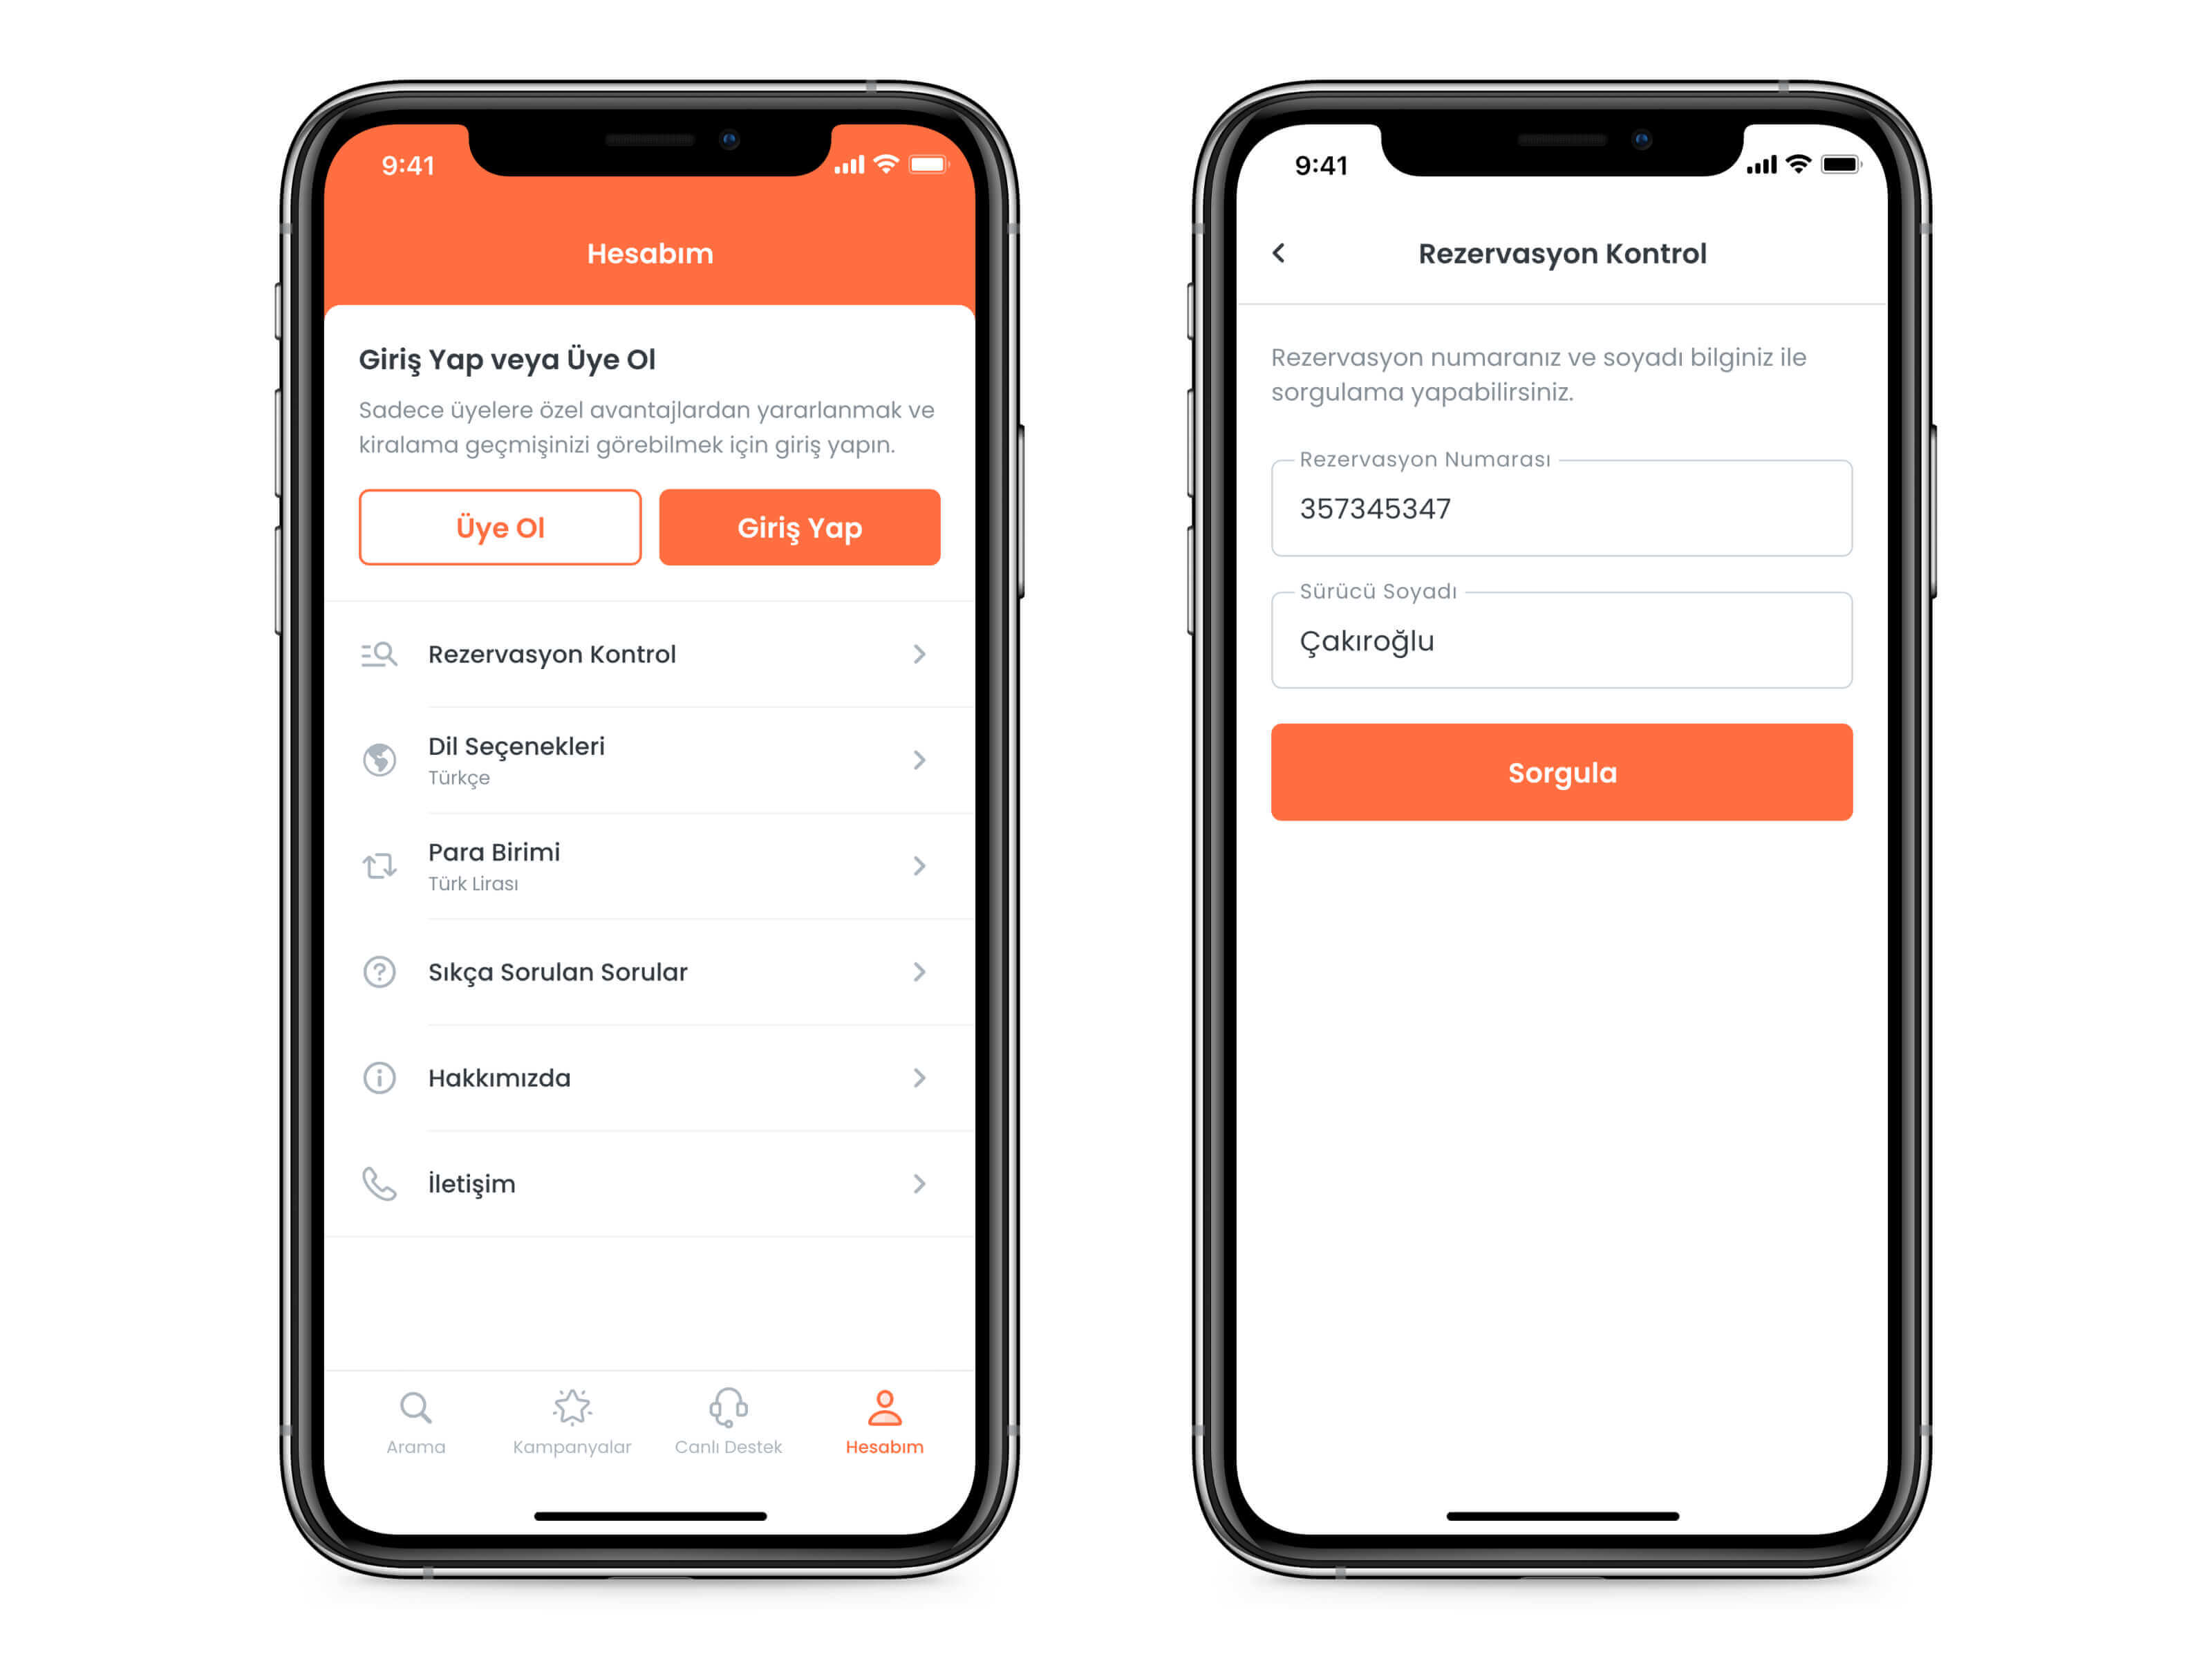 9:41
Hesabım
Giriş Yap veya Üye Ol
Sadece üyelere özel avantajlardan yararlanmak ve
kiralama geçmişinizi görebilmek için giriş yapın.
Üye Ol
Giriş Yap
Rezervasyon Kontrol
Dil Seçenekleri
Türkçe
Para Birimi
Türk Lirası
Sıkça Sorulan Sorular
Hakkımızda
İletişim
Arama
Kampanyalar
Canlı Destek
Hesabım
9:41
Rezervasyon Kontrol
Rezervasyon numaranız ve soyadı bilginiz ile
sorgulama yapabilirsiniz.
Rezervasyon Numarası
357345347
Sürücü Soyadı
Çakıroğlu
Sorgula